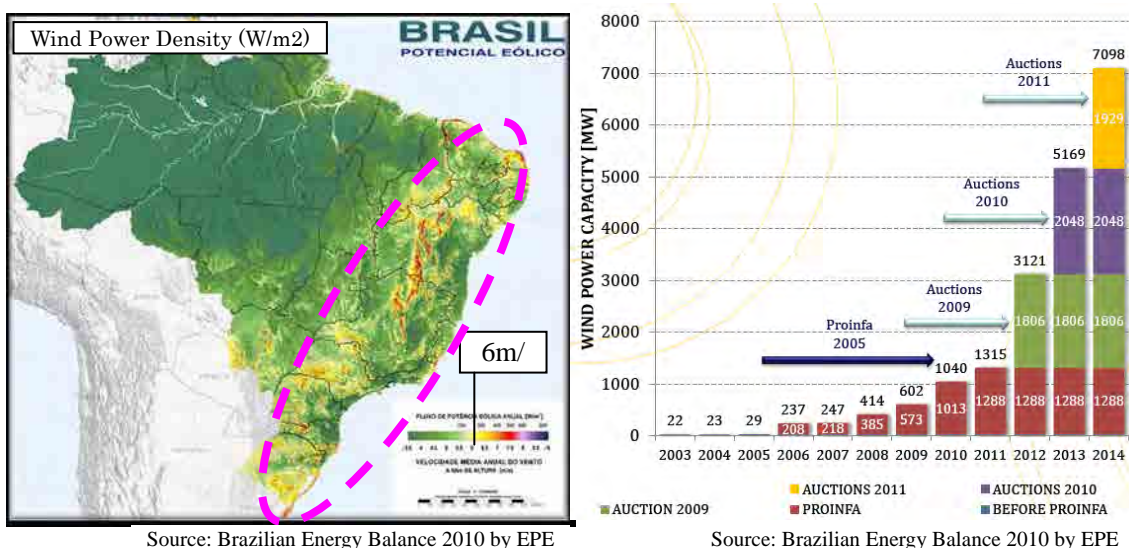 Wind Power Density (W/m2)
BRASIL
POTENCIAL EÓLICO
6m/
Source: Brazilian Energy Balance 2010 by EPE
WIND POWER CAPACITY [MW]
8000
7000
6000
5000
4000
3000
2000
1000
0
Auctions
2011
7098
1929
5169
Auctions
2010
2048 2048
3121
Auctions
2009
1806 1806 1806
Proinfa
2005
1040 1315
602
414
237 247
22 23 29
208 218 385 573 1013 1288 1288 1288 1288
2003 2004 2005 2006 2007 2008 2009 2010 2011 2012 2013 2014
AUCTIONS 2011 AUCTIONS 2010
AUCTION 2009 PROINFA BEFORE PROINFA
Source: Brazilian Energy Balance 2010 by EPE